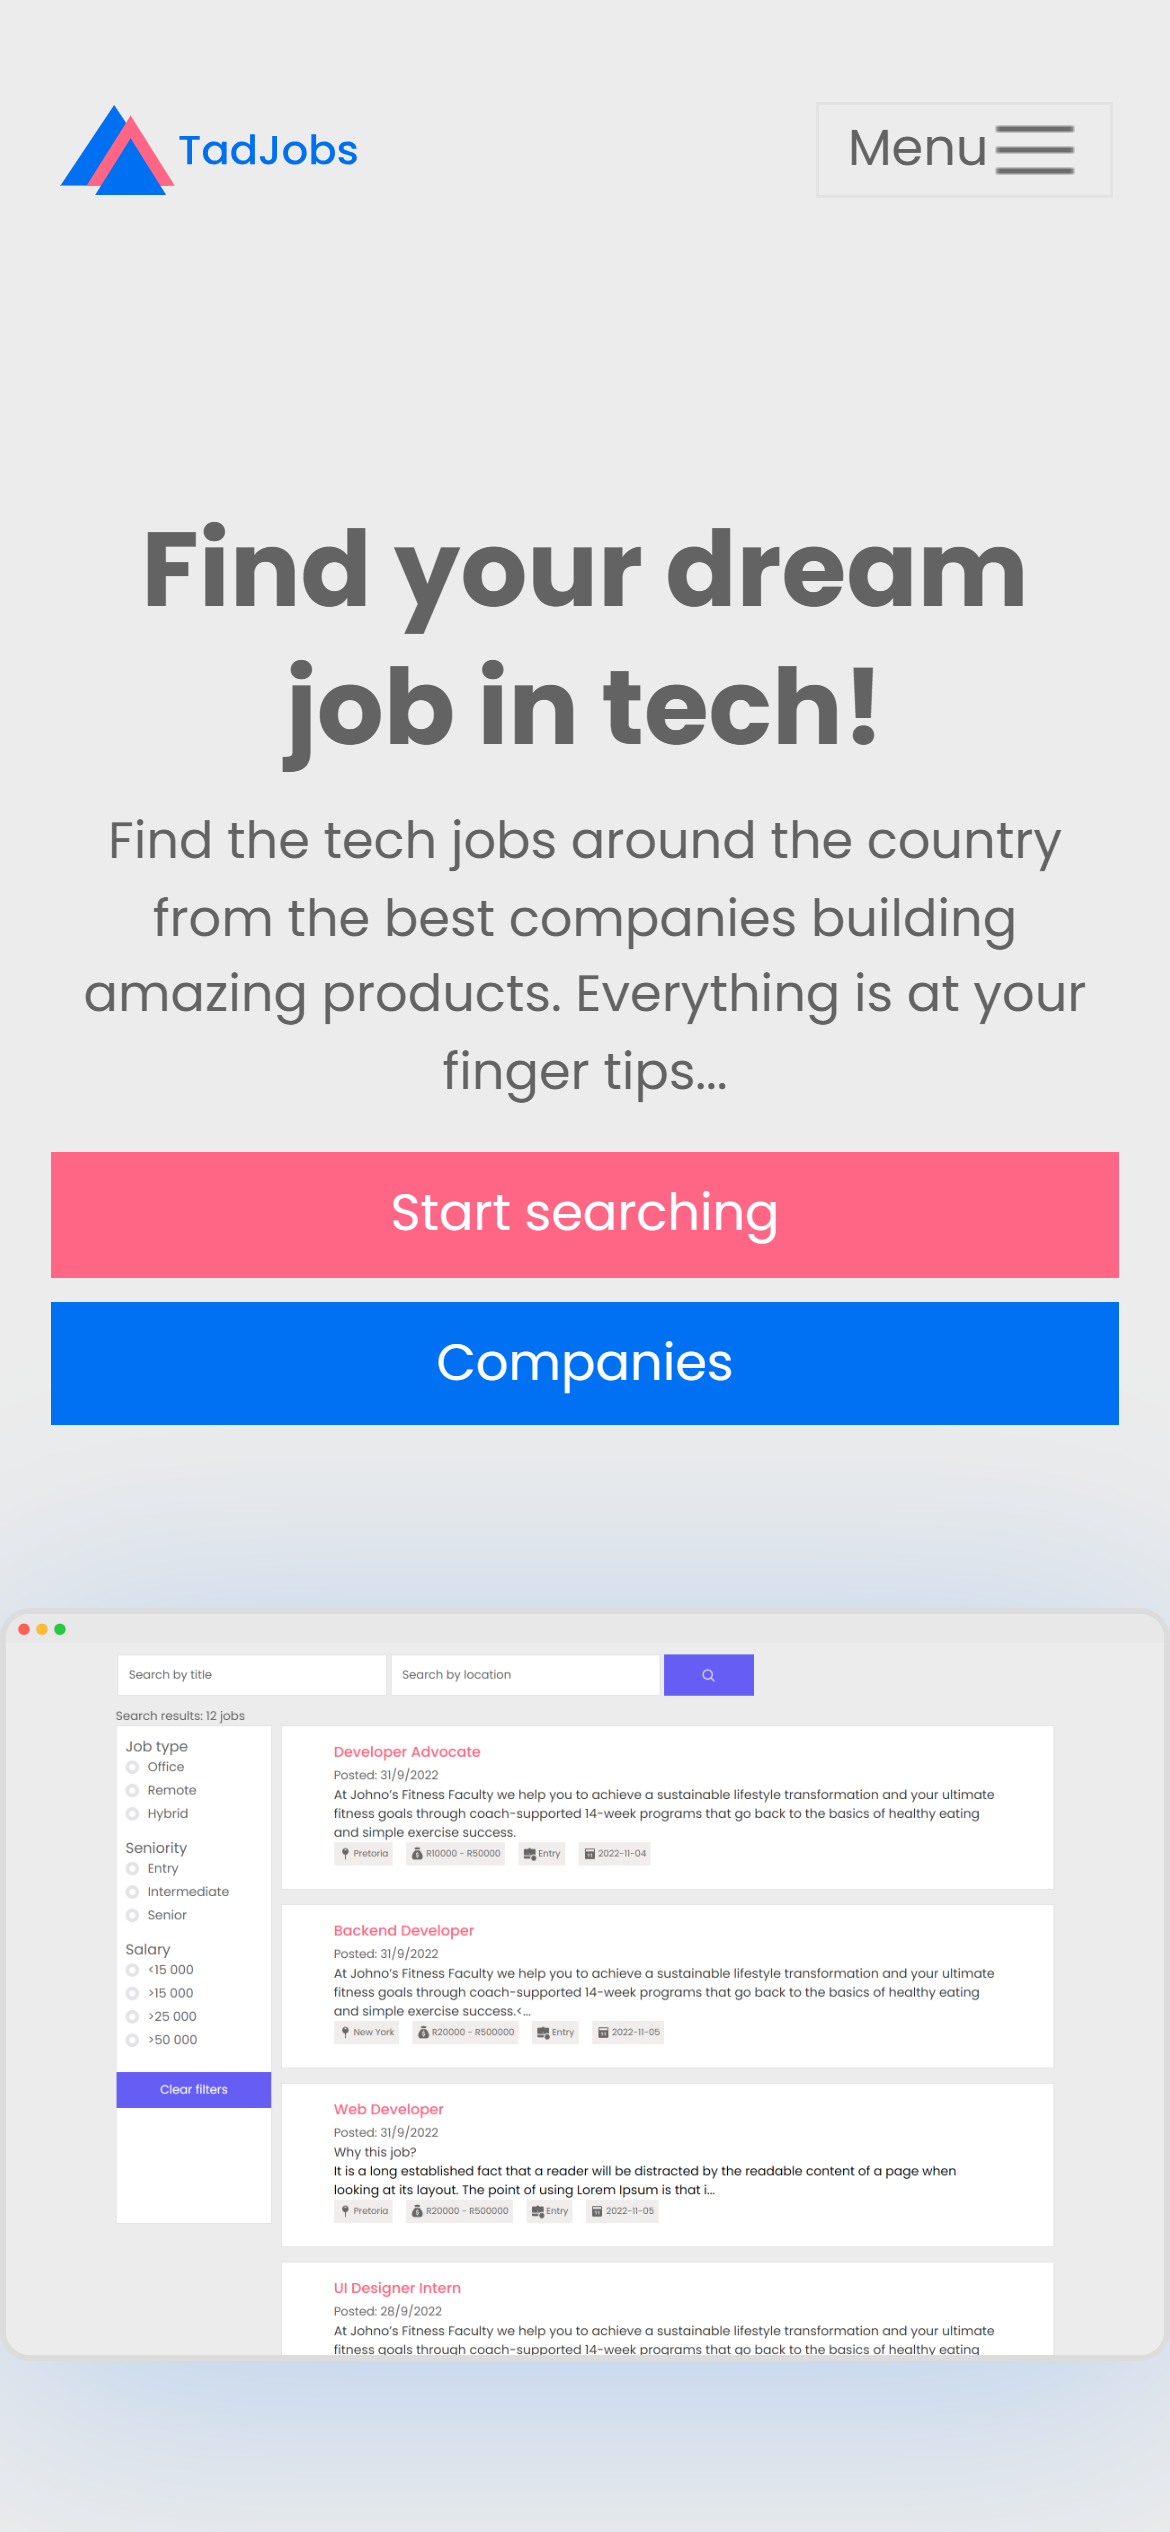 TadJobs
Menu
Find your dream
job in tech!
Find the tech jobs around the country
from the best companies building
amazing products. Everything is at your
finger tips...
Start searching
Companies
Search by title
Search by location
Search results: 12 jobs
Job type
Office
Remote
Hybrid
Seniority
Entry
Intermediate
Senior
Salary
<15 000
>15 000
>25 000
>50 000
Clear filters
Developer Advocate
Posted: 31/9/2022
At Johno's Fitness Faculty we help you to achieve a sustainable lifestyle transformation and your ultimate
fitness goals through coach-supported 14-week programs that go back to the basics of healthy eating
and simple exercise success.
Pretoria R10000 - R50000 Entry 2022-11-04
Backend Developer
Posted: 31/9/2022
At Johno's Fitness Faculty we help you to achieve a sustainable lifestyle transformation and your ultimate
fitness goals through coach-supported 14-week programs that go back to the basics of healthy eating
and simple exercise success.<...
New York R20000 - R500000 Entry 2022-11-05
Web Developer
Posted: 31/9/2022
Why this job?
It is a long established fact that a reader will be distracted by the readable content of a page when
looking at its layout. The point of using Lorem Ipsum is that i...
Pretoria R20000 - R500000 Entry 2022-11-05
UI Designer Intern
Posted: 28/9/2022
At Johno's Fitness Faculty we help you to achieve a sustainable lifestyle transformation and your ultimate
fitness goals through coach-supported 14-week programs that go back to the basics of healthy eating